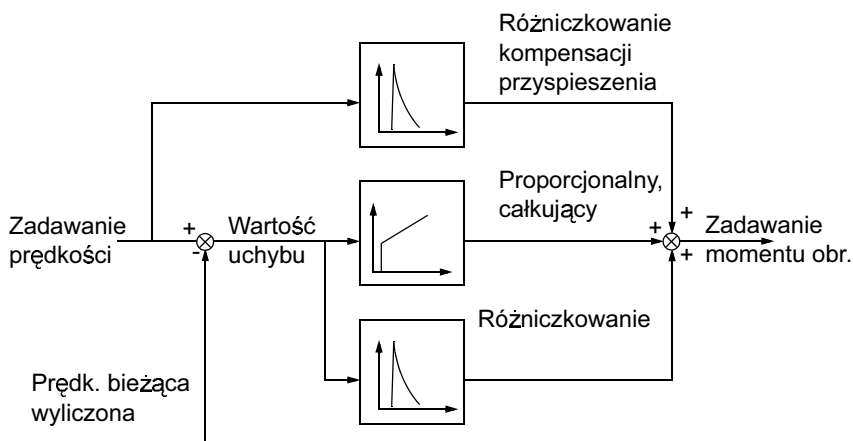 Różniczkowanie
kompensacji
przyspieszenia
Proporcjonalny,
całkujący
Zadawanie
prędkości
+
-
Wartość
uchybu
+
+
+
Zadawanie
momentu obr.
Różniczkowanie
Prędk. bieżąca
wyliczona